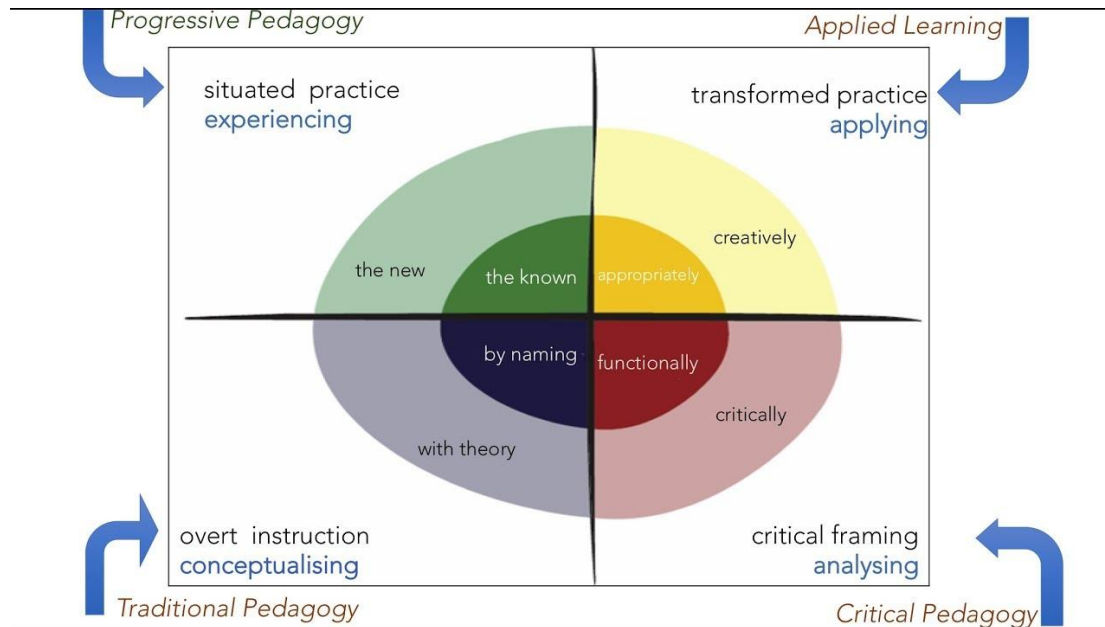 Progressive Pedagogy
Applied Learning
situated practice
experiencing
transformed practice
applying
creatively
the new
the known
appropriately
by naming
functionally
critically
with theory
overt instruction
conceptualising
critical framing
analysing
Traditional Pedagogy
Critical Pedagogy